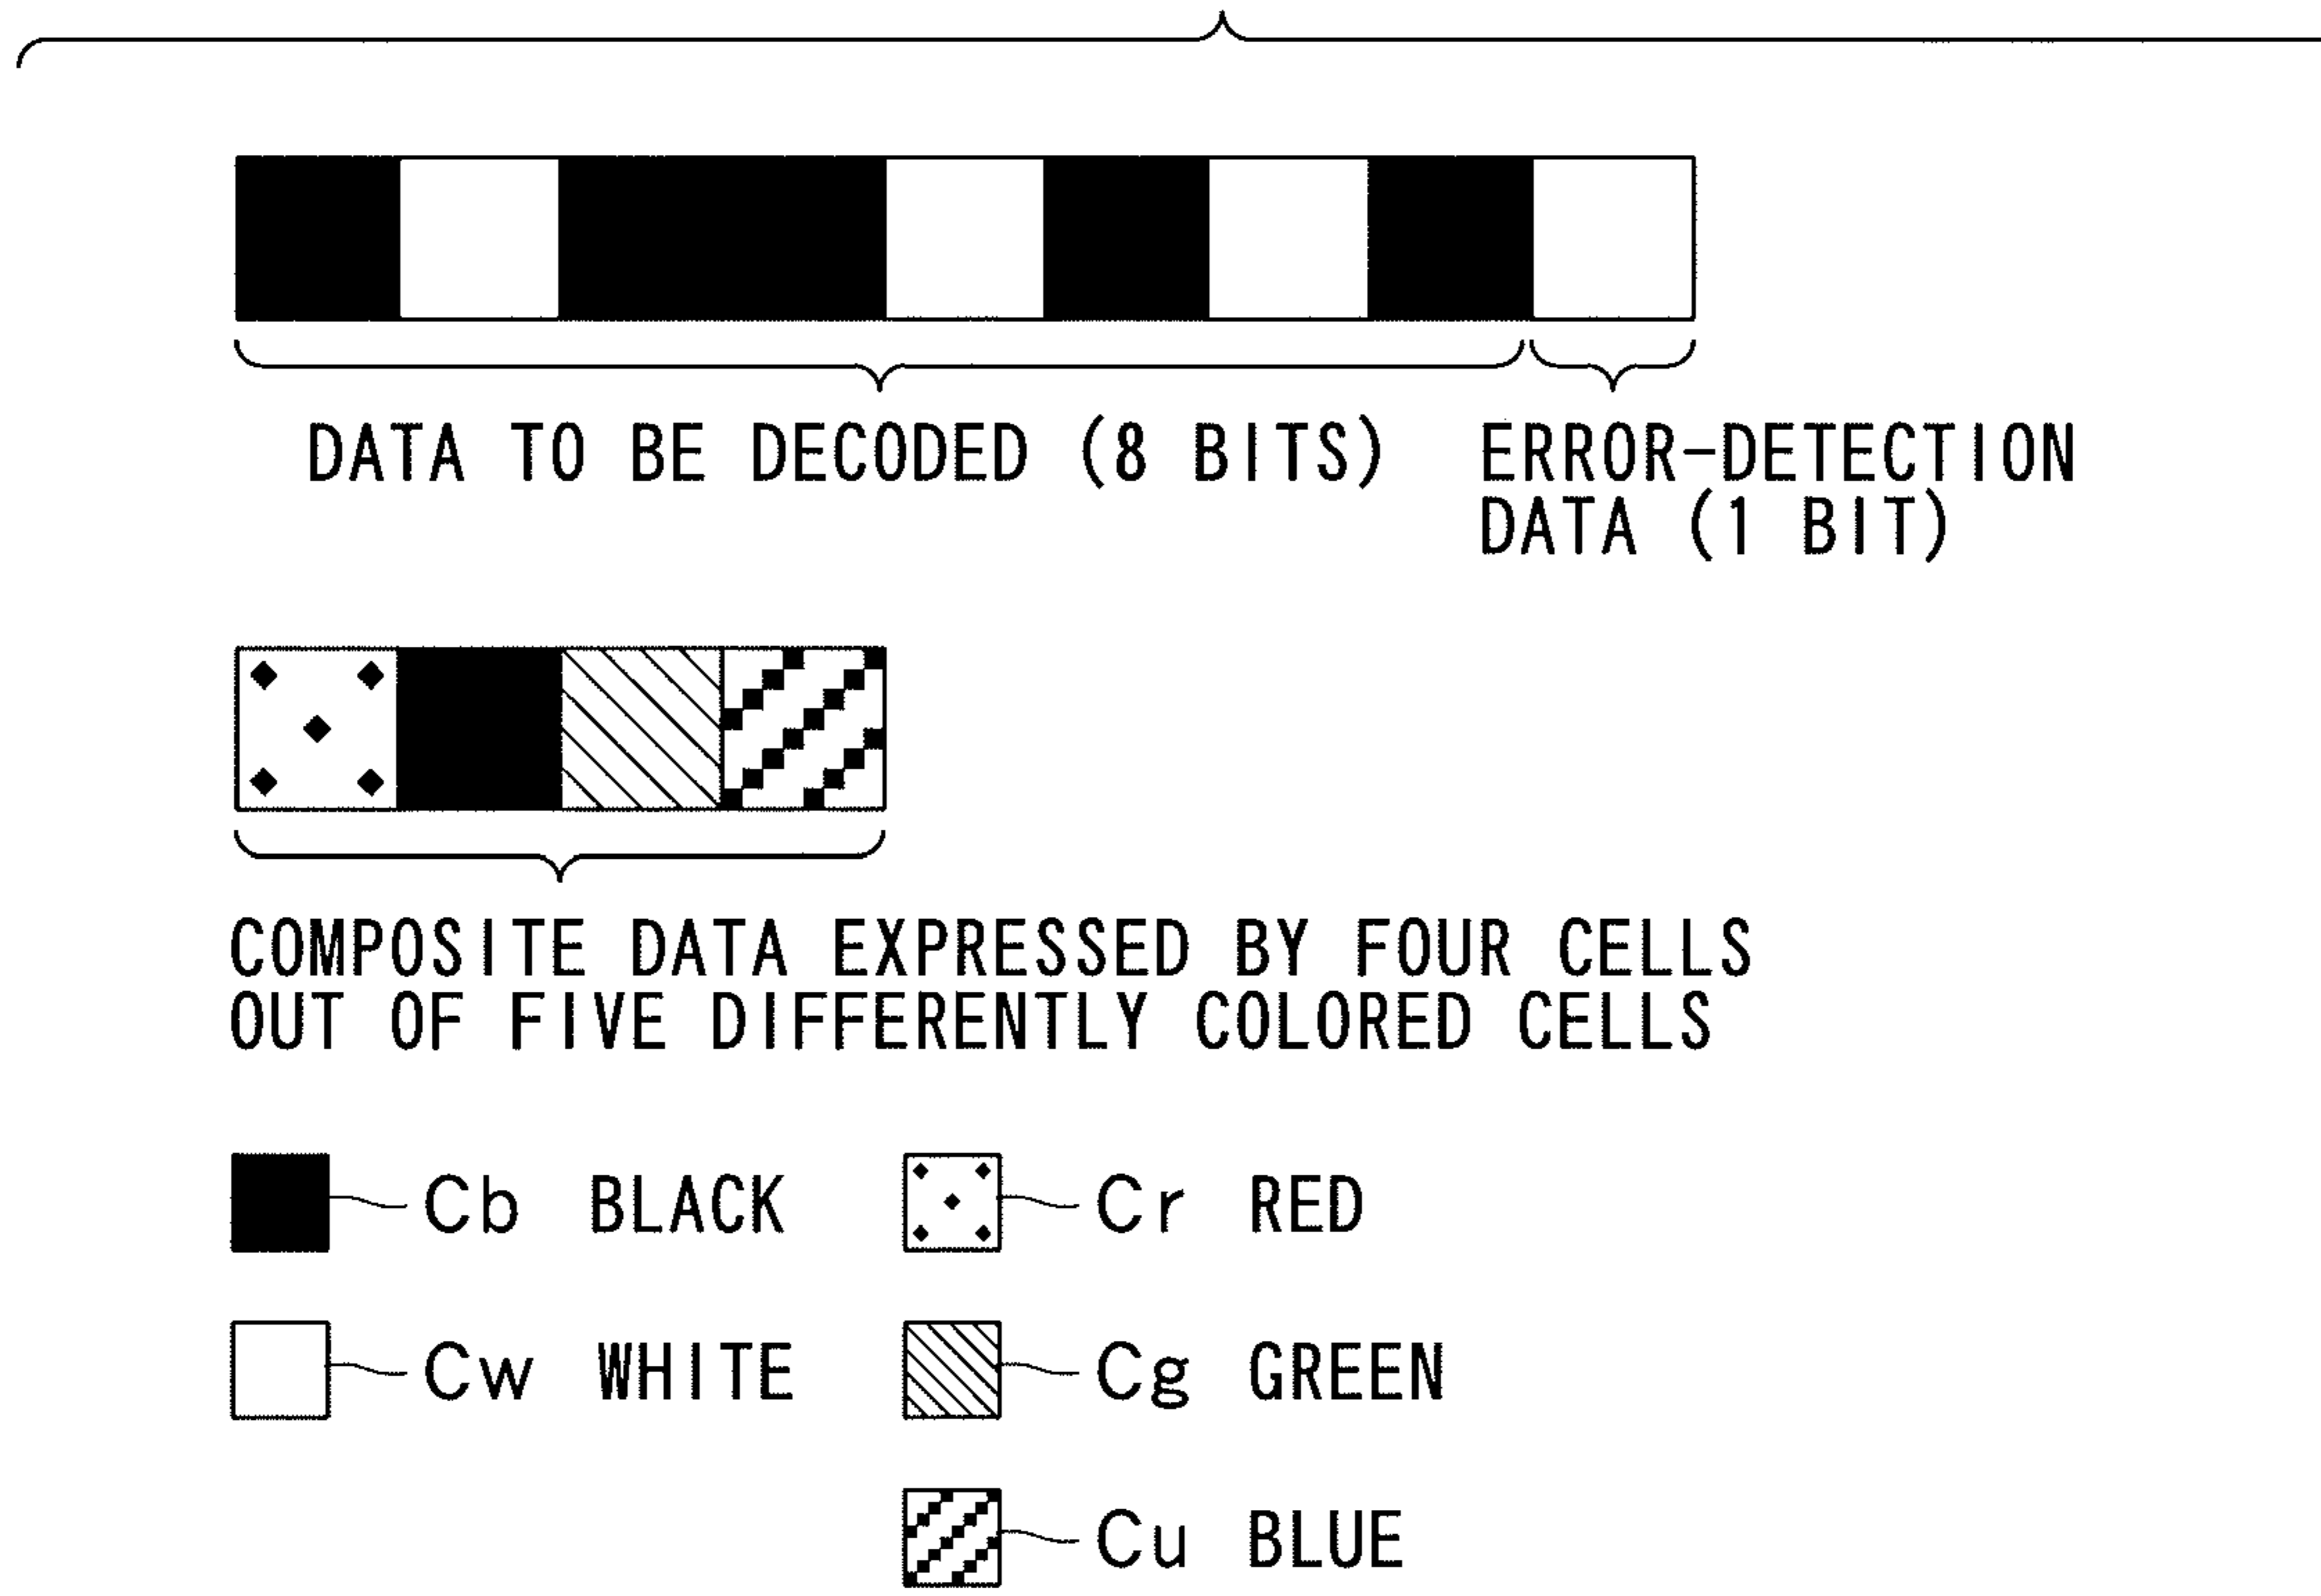 DATA TO BE DECODED (8 BITS)
ERROR-DETECTION
DATA (1 BIT)
COMPOSITE DATA EXPRESSED BY FOUR CELLS
OUT OF FIVE DIFFERENTLY COLORED CELLS
Cb BLACK
Cr RED
Cw WHITE
Cg GREEN
Cu BLUE